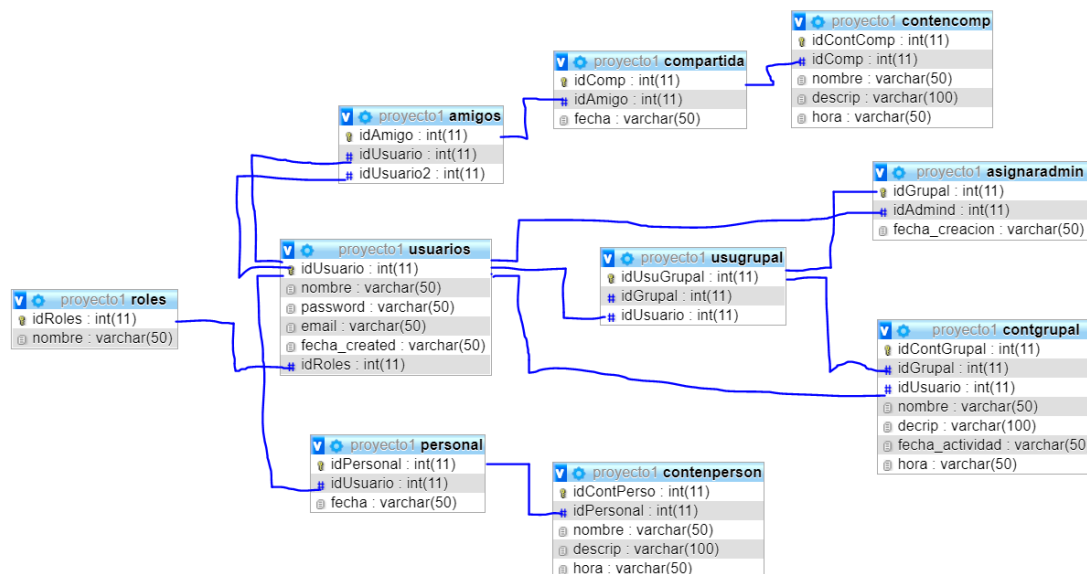 proyecto1 contencomp
idContComp : int(11)
idComp : int(11)
nombre : varchar(50)
descrip : varchar(100)
hora : varchar(50)
proyecto1 compartida
idComp : int(11)
idAmigo : int(11)
fecha : varchar(50)
proyecto1 amigos
idAmigo : int(11)
idUsuario : int(11)
idUsuario2 : int(11)
proyecto1 asignaradmin
idGrupal : int(11)
idAdmind : int(11)
fecha_creacion : varchar(50)
proyecto1 usuarios
idUsuario : int(11)
nombre : varchar(50)
password : varchar(50)
email : varchar(50)
fecha_created : varchar(50)
idRoles : int(11)
proyecto1 usugrupal
idUsuGrupal : int(11)
idGrupal : int(11)
idUsuario : int(11)
proyecto1 roles
idRoles : int(11)
nombre : varchar(50)
proyecto1 contgrupal
idContGrupal : int(11)
idGrupal : int(11)
idUsuario : int(11)
nombre : varchar(50)
decrip : varchar(100)
fecha_actividad : varchar(50
hora : varchar(50)
proyecto1 personal
idPersonal : int(11)
idUsuario : int(11)
fecha : varchar(50)
proyecto1 contenperson
idContPerso : int(11)
idPersonal : int(11)
nombre : varchar(50)
descrip : varchar(100)
hora : varchar(50)